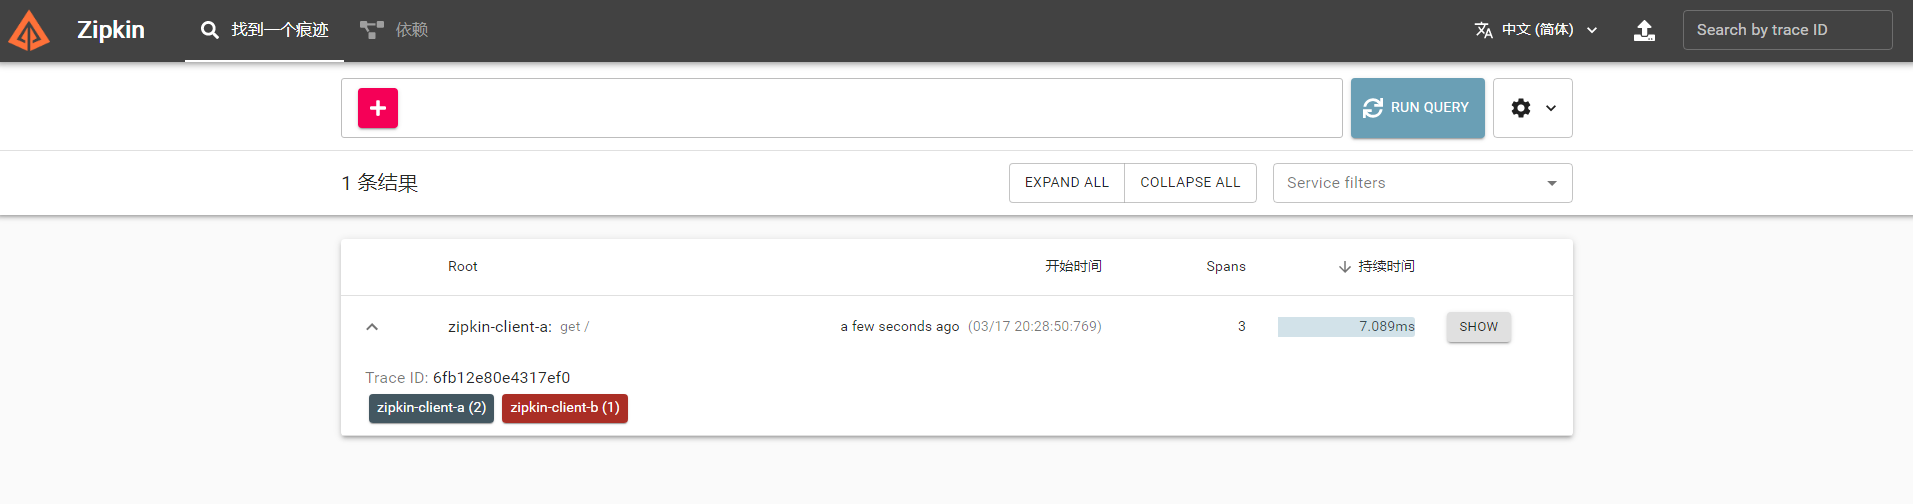 Zipkin 找到一个痕迹 依赖 中文 (简体) Search by trace ID
RUN QUERY
1 条结果 EXPAND ALL COLLAPSE ALL Service filters
Root 开始时间 Spans 持续时间
zipkin-client-a: get / a few seconds ago (03/17 20:28:50:769) 3 7.089ms SHOW
Trace ID: 6fb12e80e4317ef0
zipkin-client-a (2) zipkin-client-b (1)